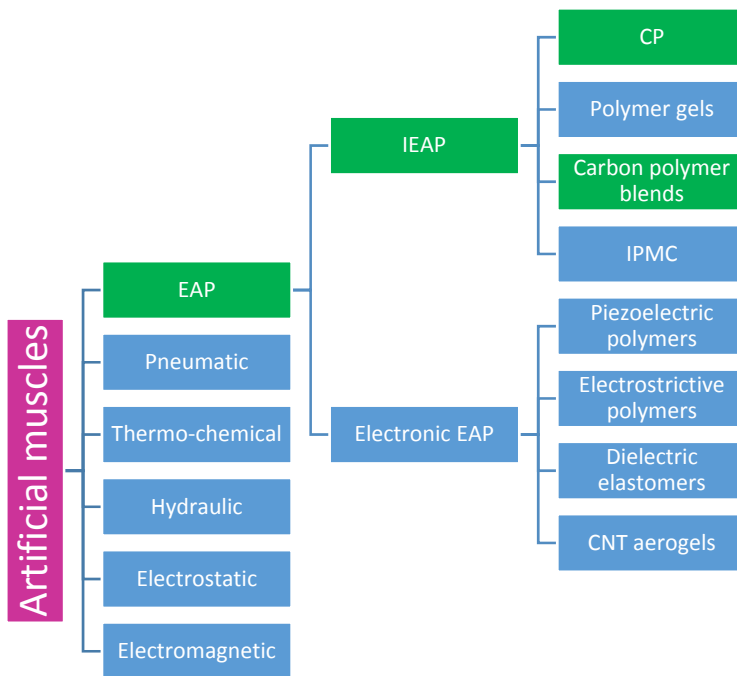 Artificial muscles
EAP
Pneumatic
Thermo-chemical
Hydraulic
Electrostatic
Electromagnetic
IEAP
Electronic EAP
CP
Polymer gels
Carbon polymer
blends
IPMC
Piezoelectric
polymers
Electrostrictive
polymers
Dielectric
elastomers
CNT aerogels